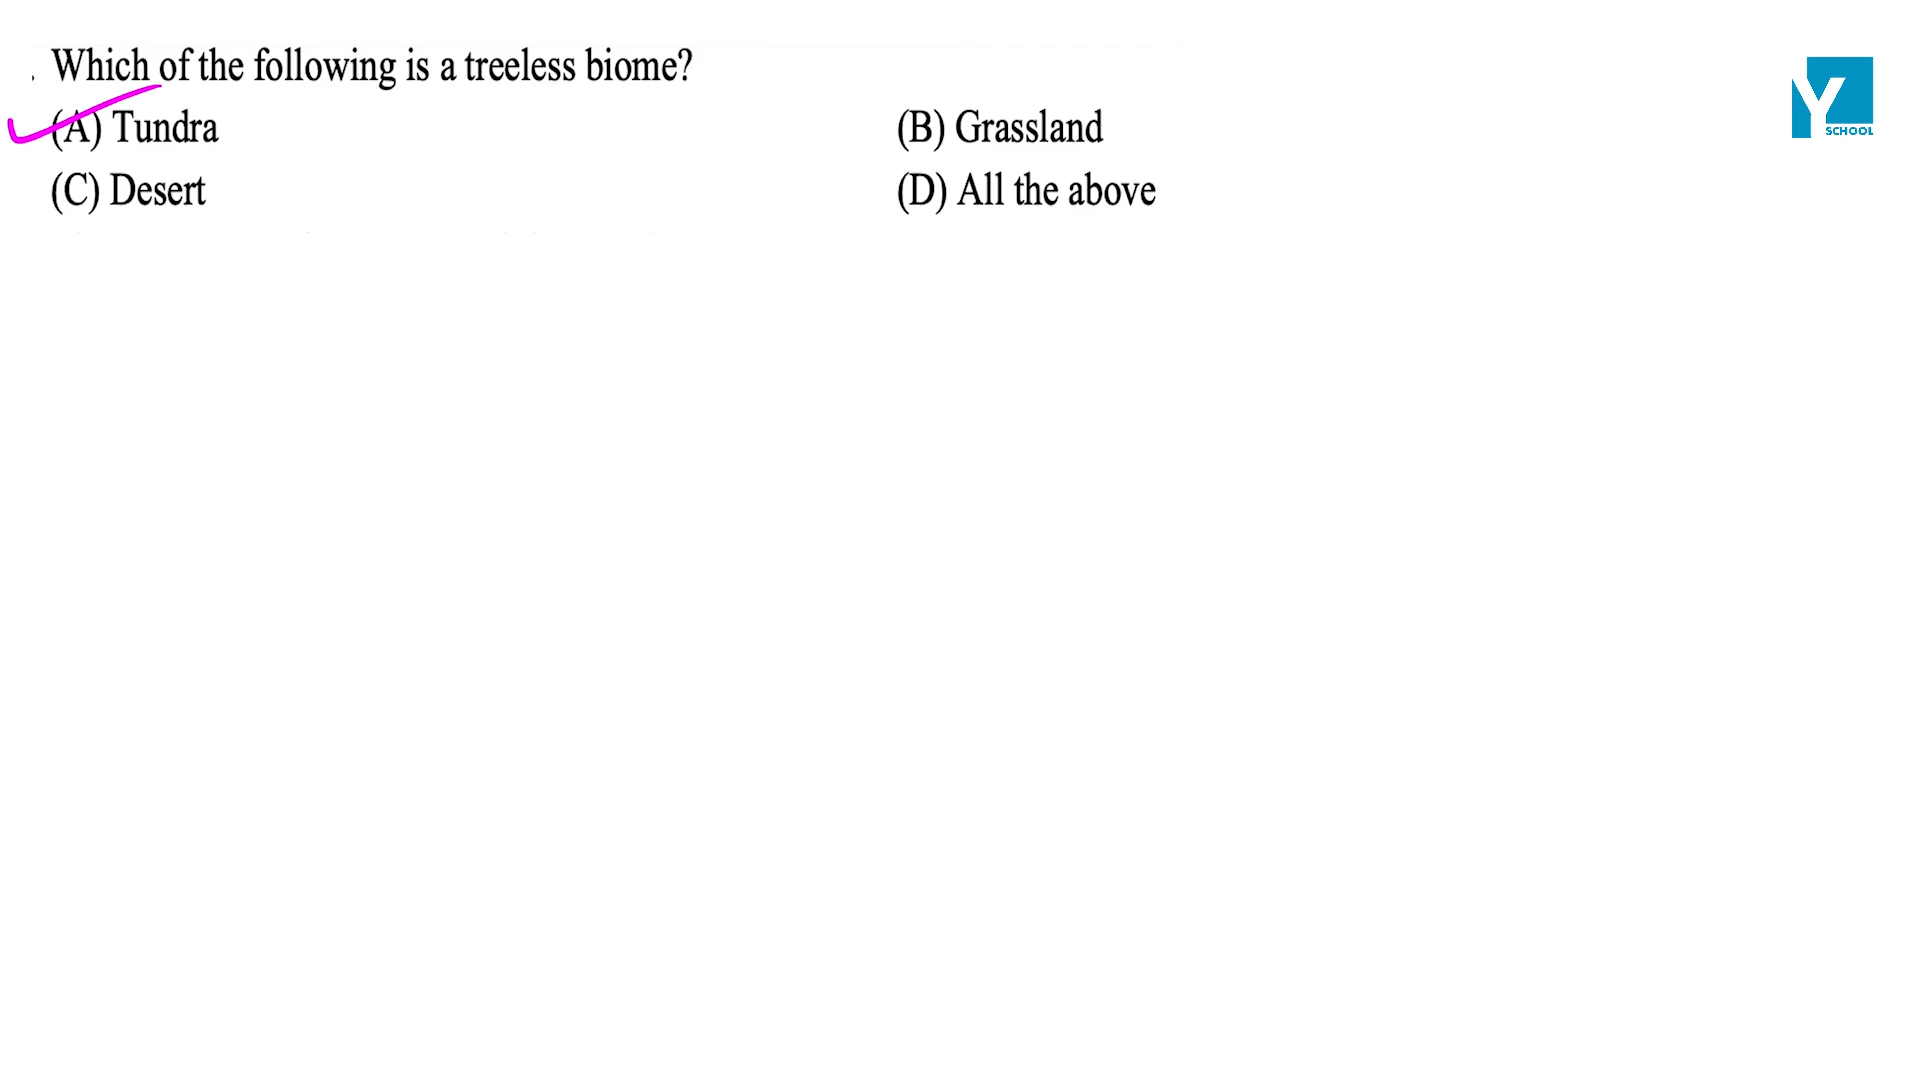 . Which of the following is a treeless biome?
(A) Tundra
(B) Grassland
(C) Desert
(D) All the above
Y SCHOOL